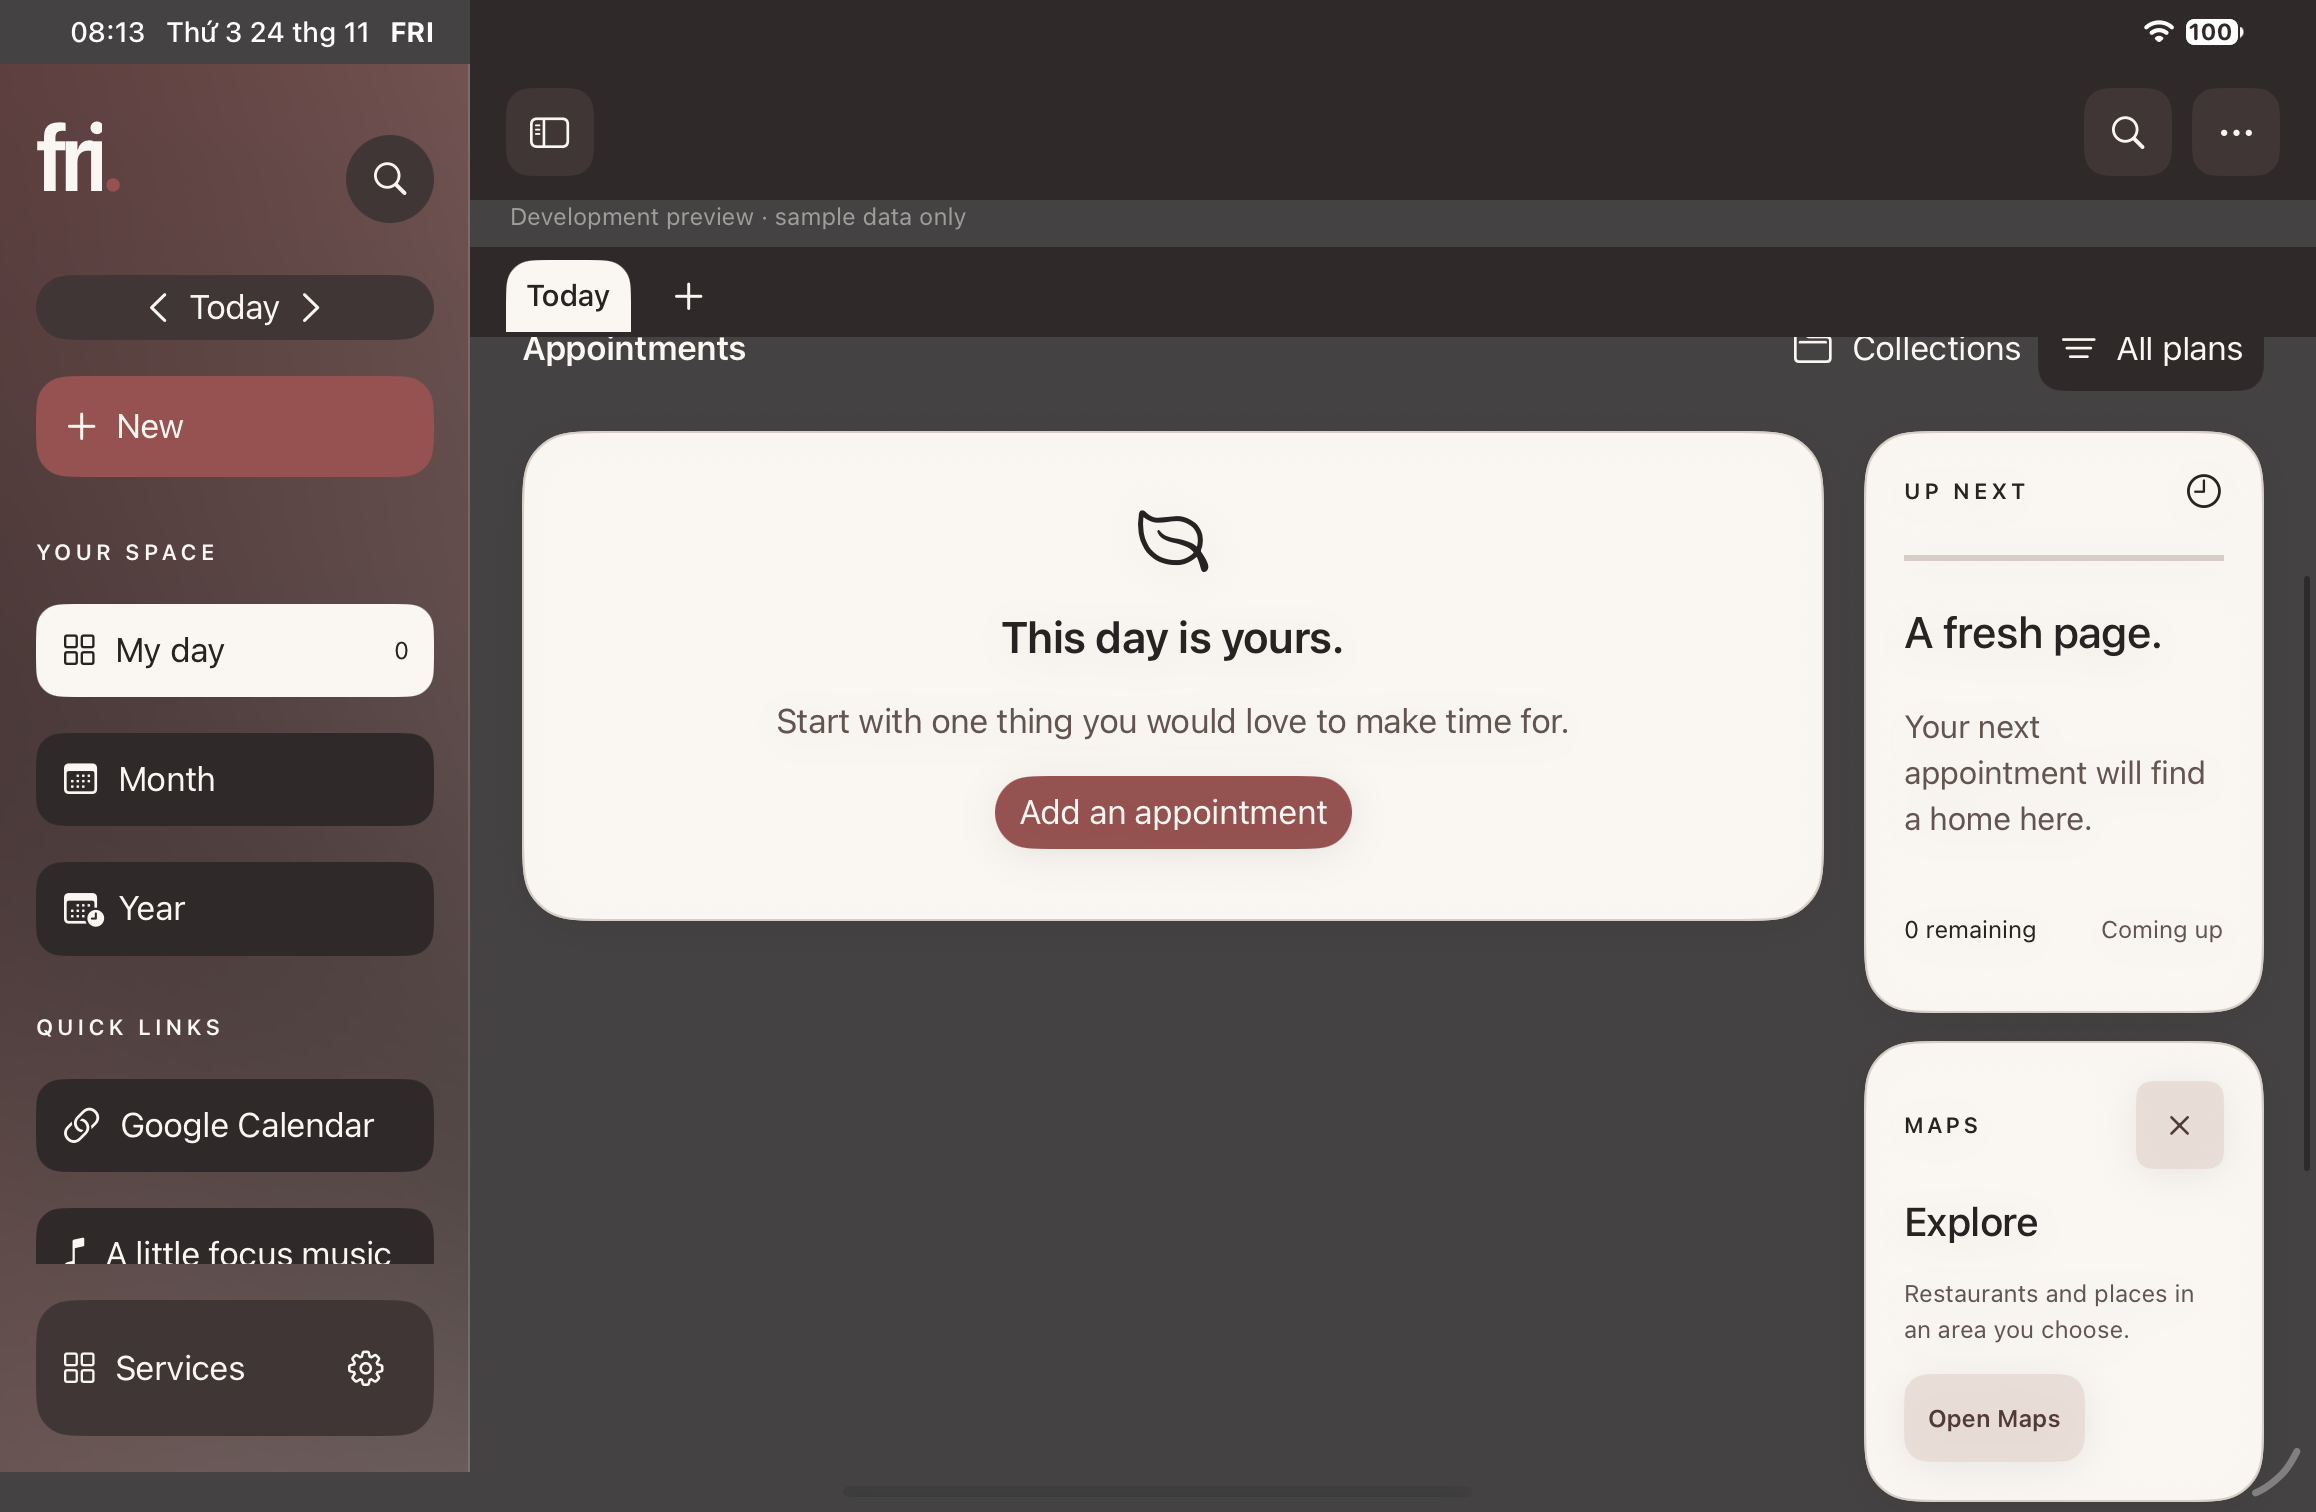 08:13 Thứ 3 24 thg 11 FRI
100
fri.
Today
New
YOUR SPACE
My day 0
Month
Year
QUICK LINKS
Google Calendar
A little focus music
Services
Development preview · sample data only
Today
Appointments
Collections
All plans
This day is yours.
Start with one thing you would love to make time for.
Add an appointment
UP NEXT
A fresh page.
Your next
appointment will find
a home here.
0 remaining Coming up
MAPS
Explore
Restaurants and places in
an area you choose.
Open Maps